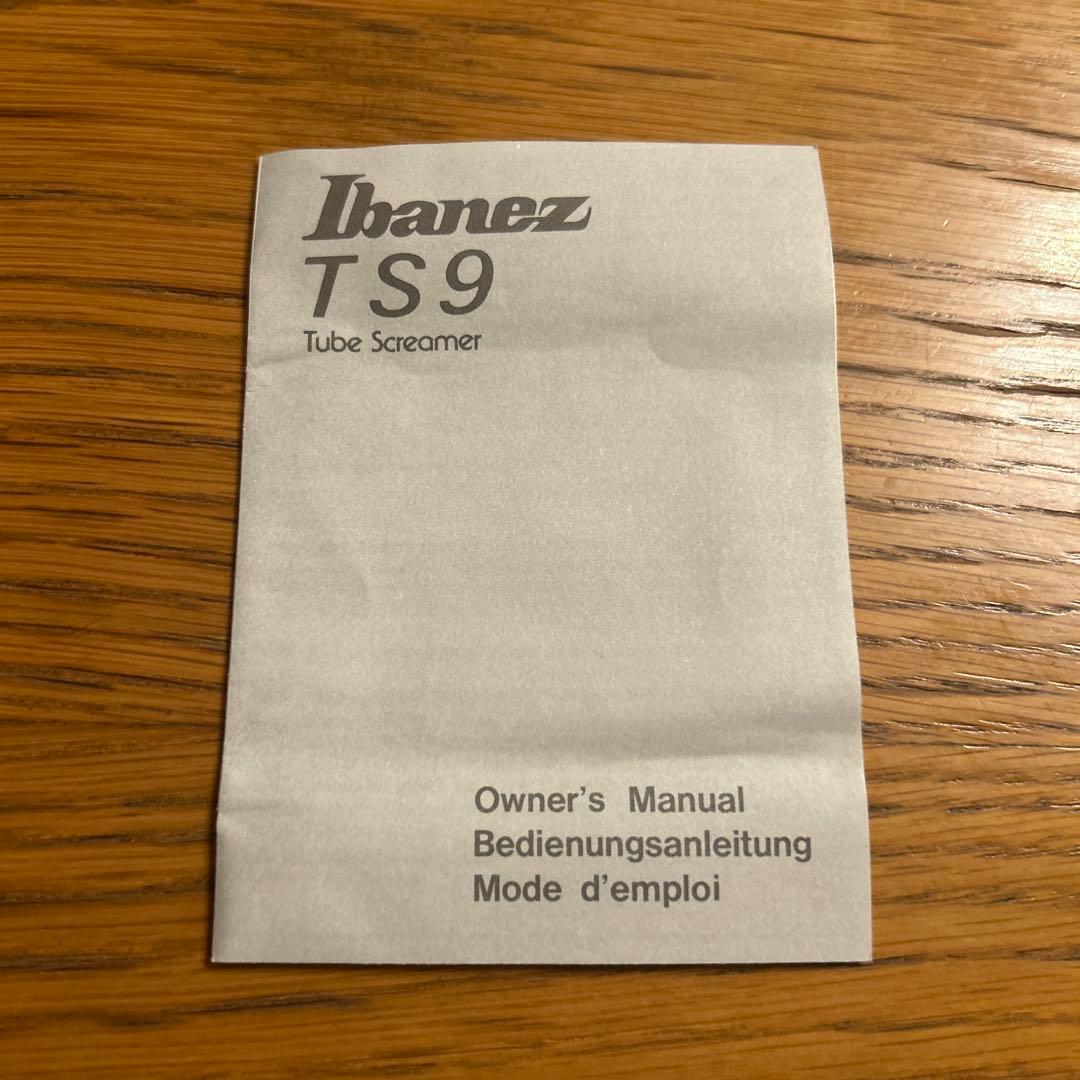 Ibanez
TS9
Tube Screamer
Owner's Manual
Bedienungsanleitung
Mode d'emploi